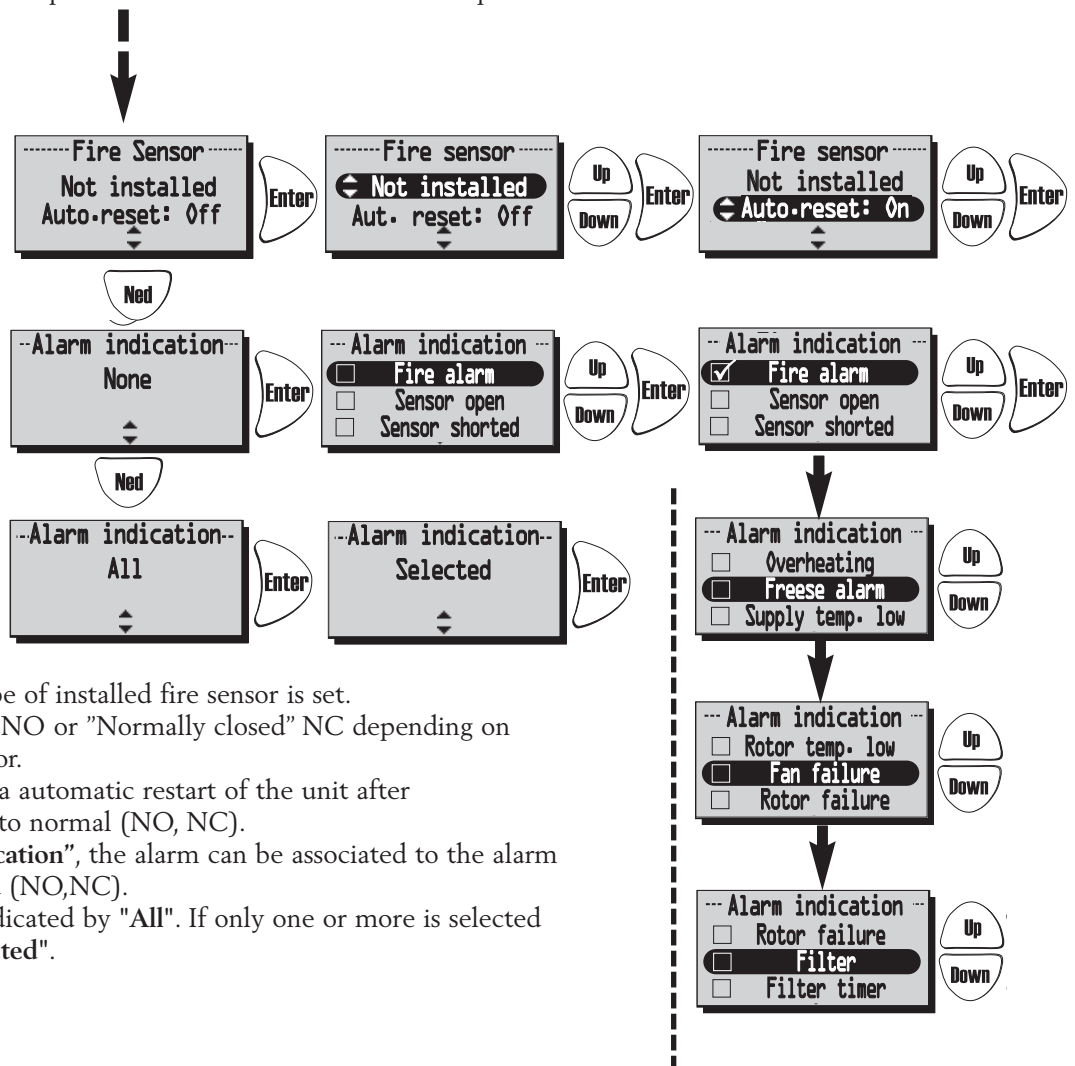 Fire Sensor
Not installed
Auto.reset: Off
Enter
Fire sensor
Not installed
Aut. reset: Off
Up
Down
Enter
Fire sensor
Not installed
Auto.reset: On
Up
Down
Enter
Ned
Alarm indication
None
Enter
Alarm indication
Fire alarm
Sensor open
Sensor shorted
Up
Down
Enter
Alarm indication
Fire alarm
Sensor open
Sensor shorted
Up
Down
Enter
Ned
Alarm indication
All
Enter
Alarm indication
Selected
Enter
Alarm indication
Overheating
Freese alarm
Supply temp. low
Up
Down
Alarm indication
Rotor temp. low
Fan failure
Rotor failure
Up
Down
Alarm indication
Rotor failure
Filter
Filter timer
Up
Down
pe of installed fire sensor is set.
NO or ”Normally closed” NC depending on
or.
a automatic restart of the unit after
to normal (NO, NC).
cation”, the alarm can be associated to the alarm
(NO,NC).
dicated by "All". If only one or more is selected
ted".